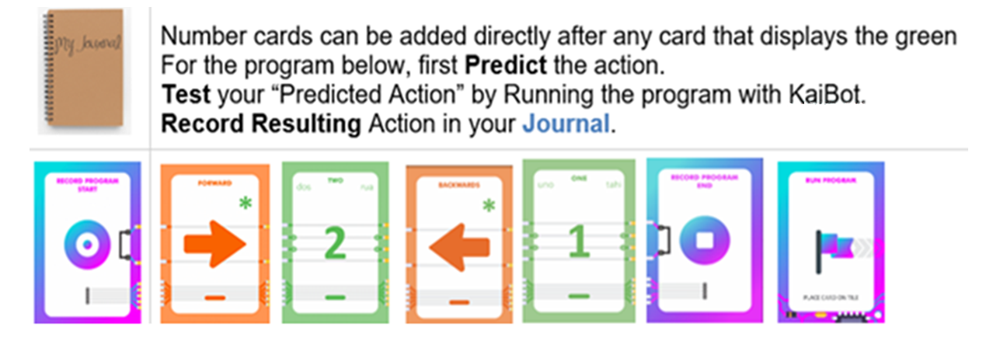 My Journal
Number cards can be added directly after any card that displays the green
For the program below, first Predict the action.
Test your “Predicted Action” by Running the program with KaiBot.
Record Resulting Action in your Journal.
RECORD PROGRAM
START
FORWARD
*
TWO
dos rua
2
BACKWARDS
*
ONE
uno tahi
1
RECORD PROGRAM
END
RUN PROGRAM
PLACE CARD ON TILE